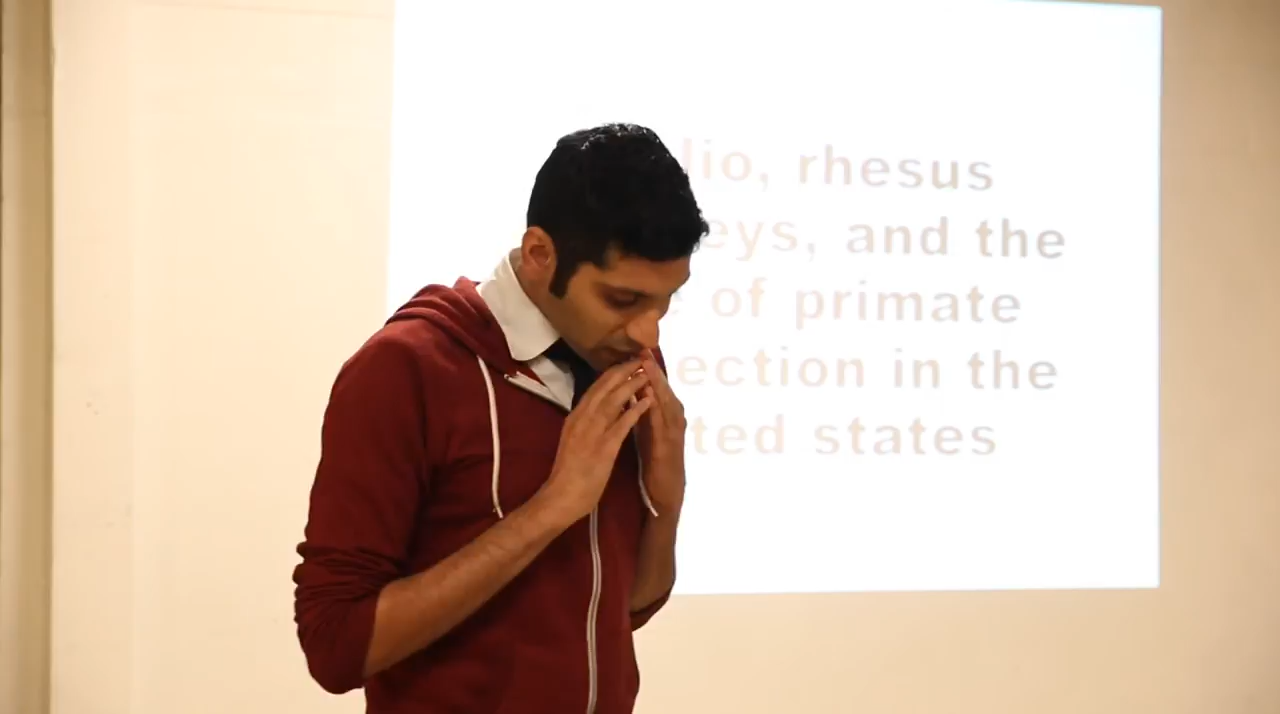 lio, rhesus
eys, and the
of primate
ection in the
ted states